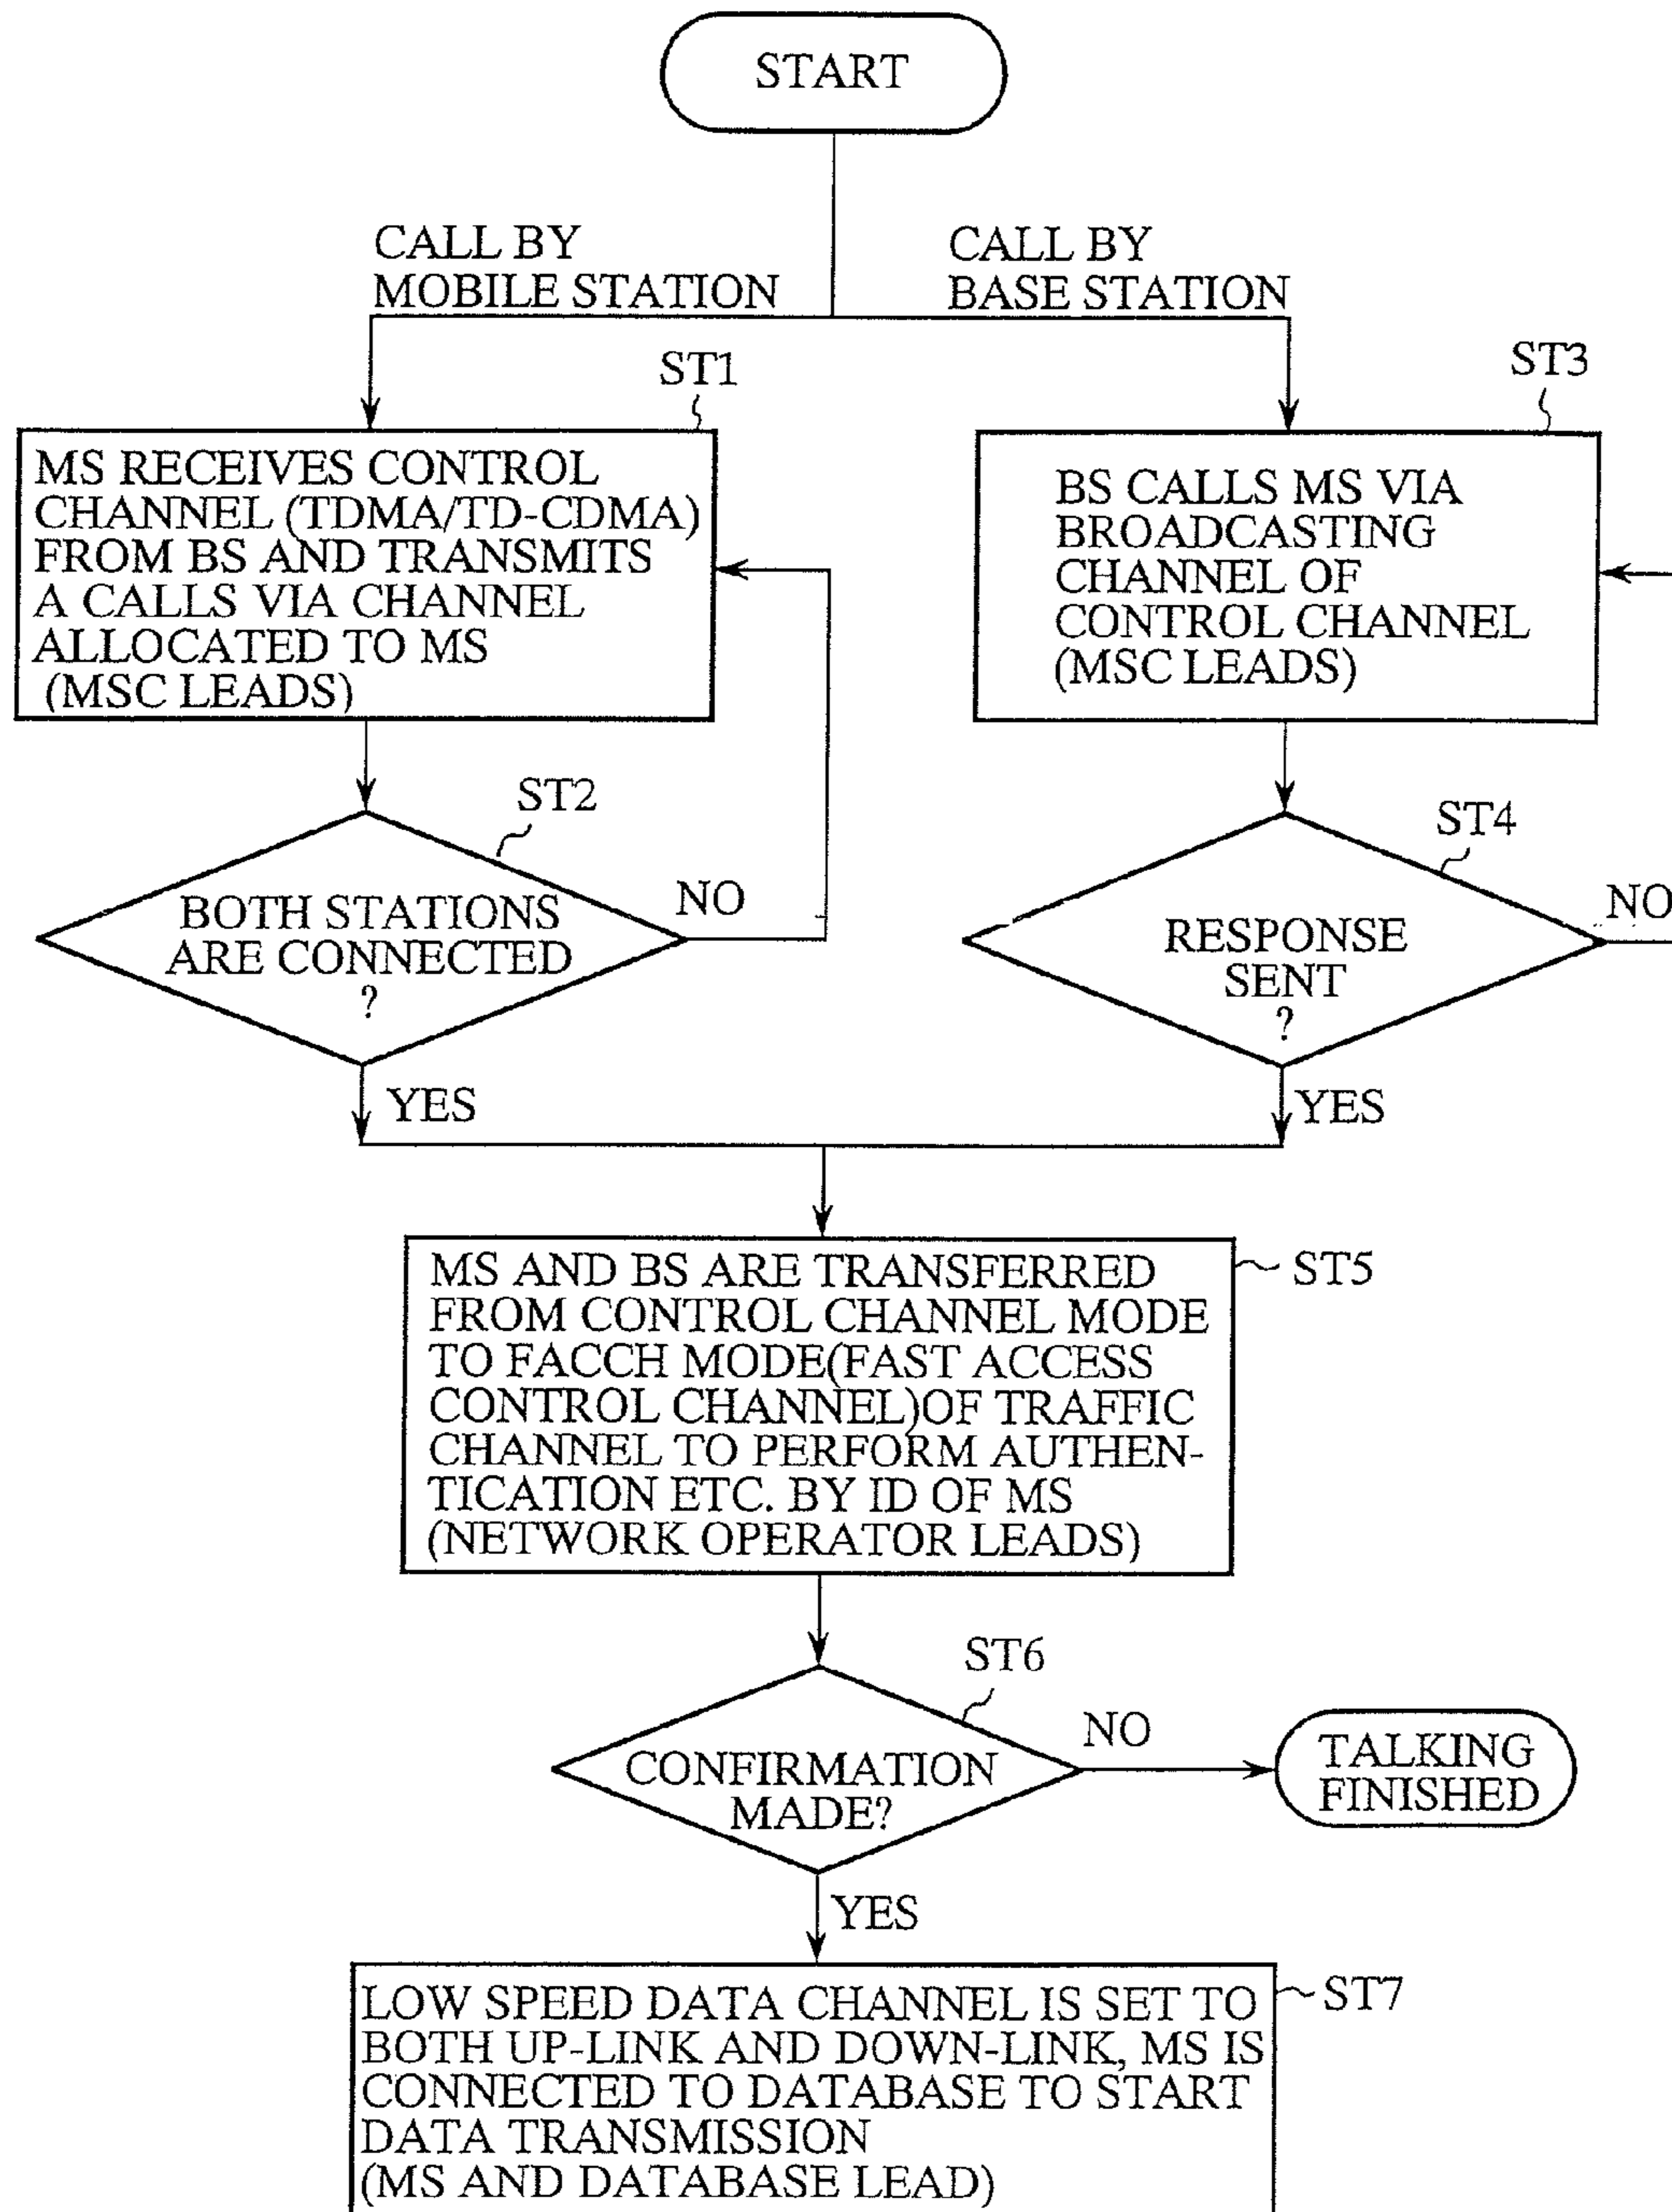 START
CALL BY
MOBILE STATION
CALL BY
BASE STATION
ST1
MS RECEIVES CONTROL
CHANNEL (TDMA/TD-CDMA)
FROM BS AND TRANSMITS
A CALLS VIA CHANNEL
ALLOCATED TO MS
(MSC LEADS)
ST3
BS CALLS MS VIA
BROADCASTING
CHANNEL OF
CONTROL CHANNEL
(MSC LEADS)
ST2
BOTH STATIONS
ARE CONNECTED
?
NO
YES
ST4
RESPONSE
SENT
?
NO
YES
ST5
MS AND BS ARE TRANSFERRED
FROM CONTROL CHANNEL MODE
TO FACCH MODE(FAST ACCESS
CONTROL CHANNEL)OF TRAFFIC
CHANNEL TO PERFORM AUTHEN-
TICATION ETC. BY ID OF MS
(NETWORK OPERATOR LEADS)
ST6
CONFIRMATION
MADE?
NO
TALKING
FINISHED
YES
ST7
LOW SPEED DATA CHANNEL IS SET TO
BOTH UP-LINK AND DOWN-LINK, MS IS
CONNECTED TO DATABASE TO START
DATA TRANSMISSION
(MS AND DATABASE LEAD)